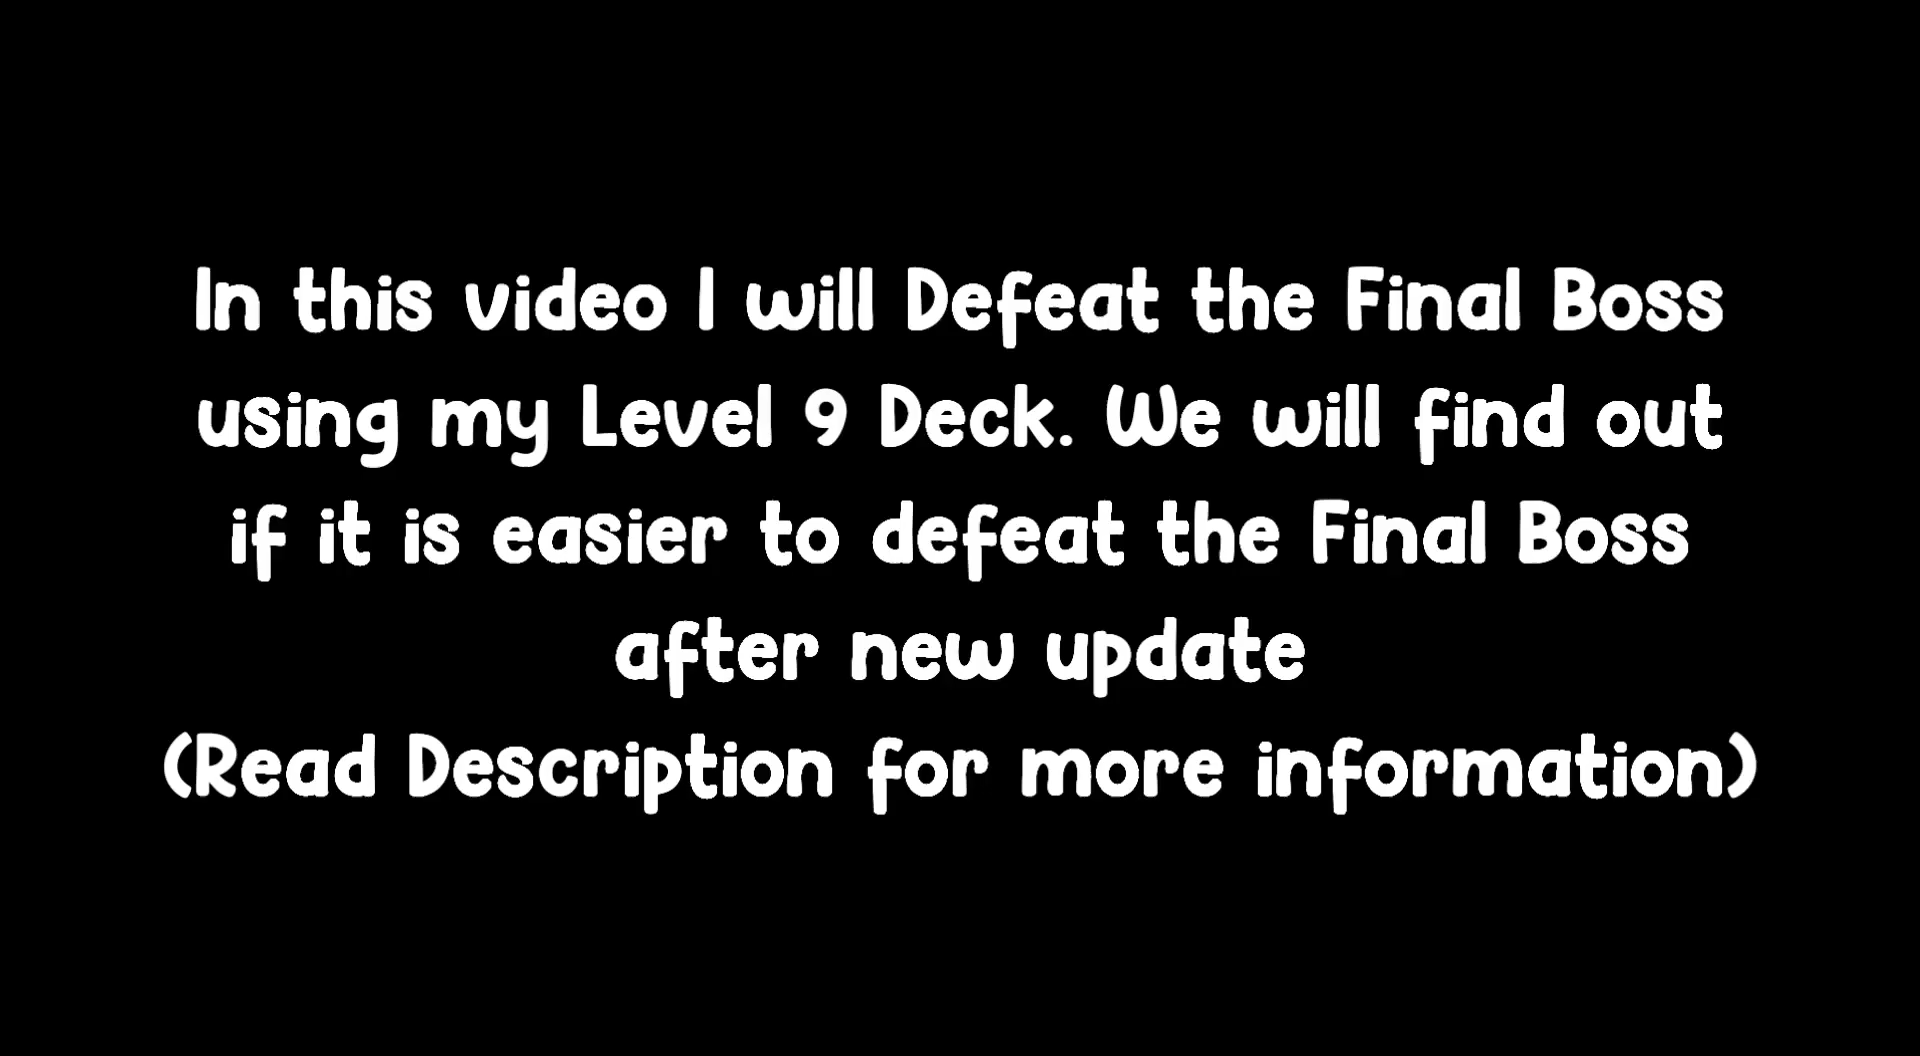 In this video I will Defeat the Final Boss
using my Level 9 Deck. We will find out
if it is easier to defeat the Final Boss
after new update
(Read Description for more information)